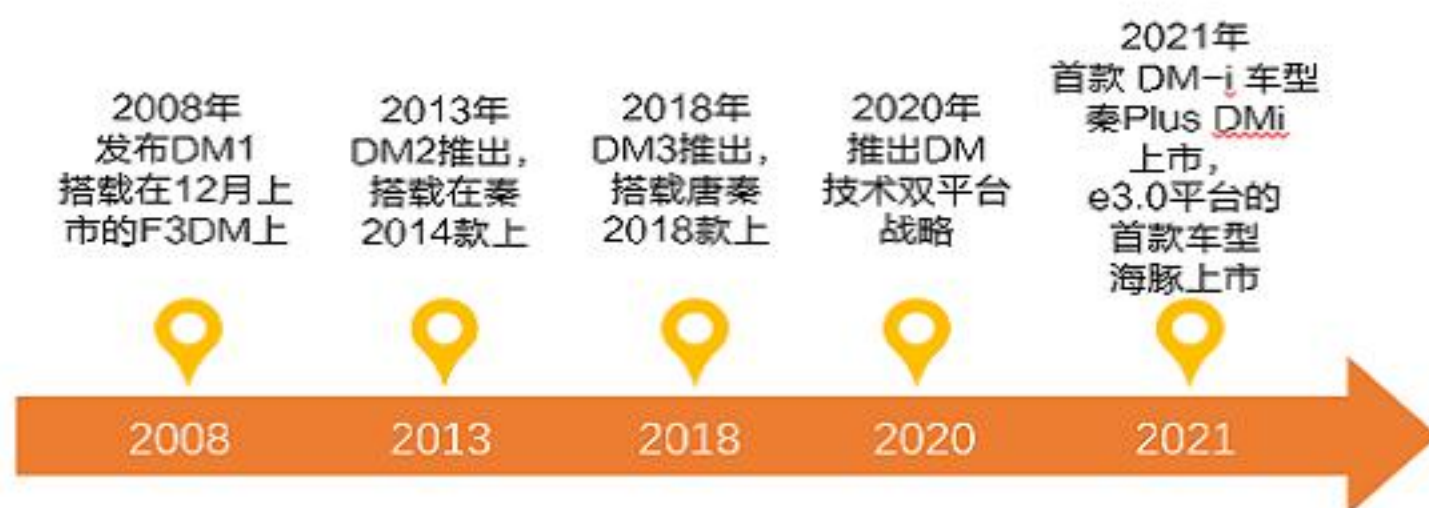 2008年
发布DM1
搭载在12月上
市的F3DM上
2013年
DM2推出，
搭载在秦
2014款上
2018年
DM3推出，
搭载唐秦
2018款上
2020年
推出DM
技术双平台
战略
2021年
首款 DM-i 车型
秦Plus DMi
上市，
e3.0平台的
首款车型
海豚上市
2008
2013
2018
2020
2021